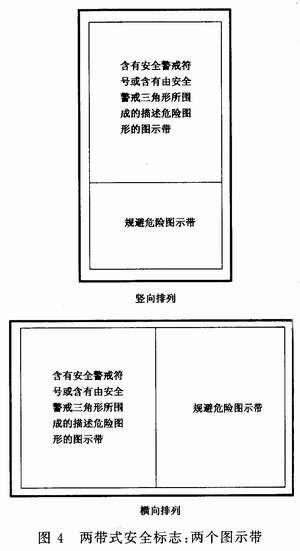 含有安全警戒符
号或含有由安全
警戒三角形所围
成的描述危险图
形的图示带
规避危险图示带
竖向排列
含有安全警戒符
号或含有由安全
警戒三角形所围
成的描述危险图
形的图示带
规避危险图示带
横向排列
图 4 两带式安全标志:两个图示带